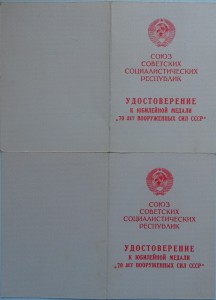 СОЮЗ
СОВЕТСКИХ
СОЦИАЛИСТИЧЕСКИХ
РЕСПУБЛИК
УДОСТОВЕРЕНИЕ
К ЮБИЛЕЙНОЙ МЕДАЛИ
„70 ЛЕТ ВООРУЖЕННЫХ СИЛ СССР“
СОЮЗ
СОВЕТСКИХ
СОЦИАЛИСТИЧЕСКИХ
РЕСПУБЛИК
УДОСТОВЕРЕНИЕ
К ЮБИЛЕЙНОЙ МЕДАЛИ
„70 ЛЕТ ВООРУЖЕННЫХ СИЛ СССР“